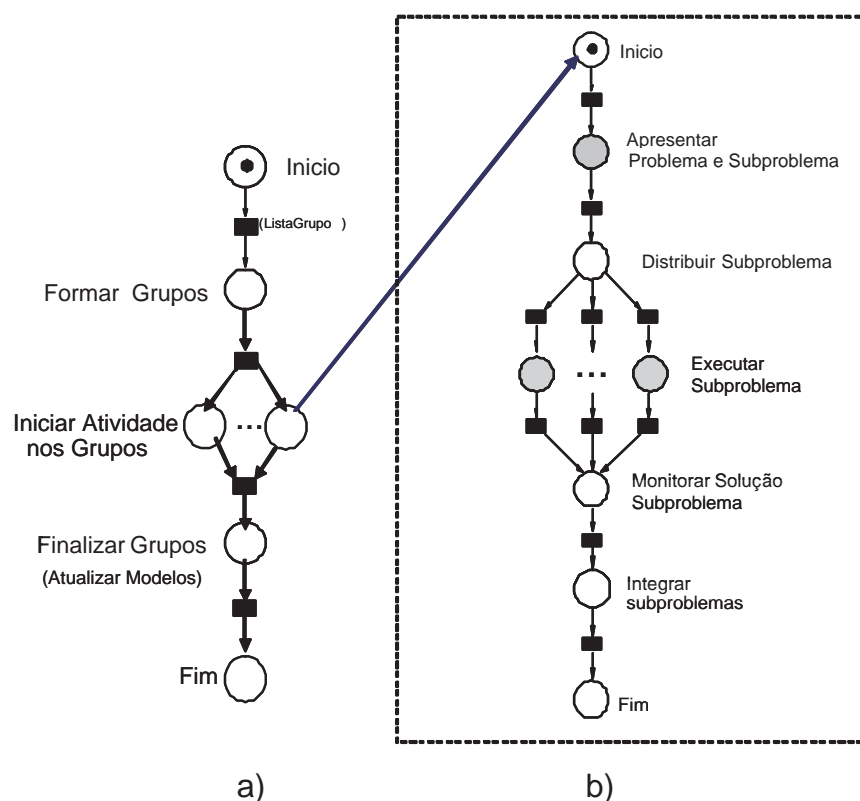 Inicio
(ListaGrupo )
Formar Grupos
Iniciar Atividade
nos Grupos
...
Finalizar Grupos
(Atualizar Modelos)
Fim
a)
Inicio
Apresentar
Problema e Subproblema
Distribuir Subproblema
...
Executar
Subproblema
Monitorar Solução
Subproblema
Integrar
subproblemas
Fim
b)